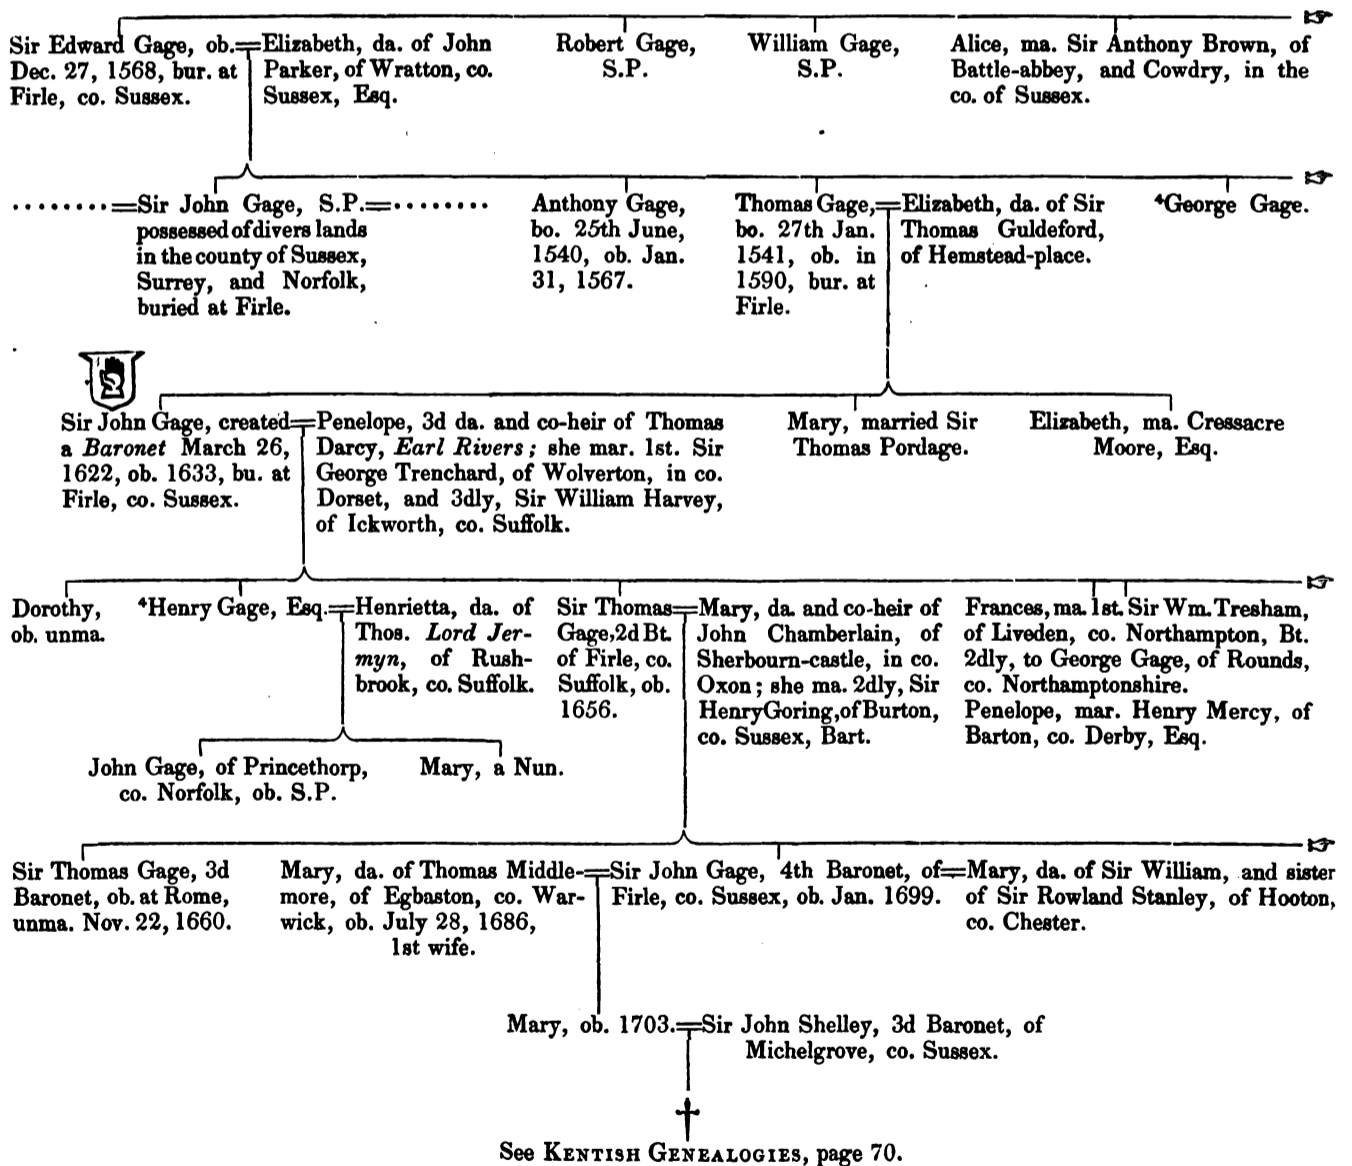 Sir Edward Gage, ob.
Dec. 27, 1568, bur. at
Firle, co. Sussex.
Elizabeth, da. of John
Parker, of Wratton, co.
Sussex, Esq.
Robert Gage,
S.P.
William Gage,
S.P.
Alice, ma. Sir Anthony Brown, of
Battle-abbey, and Cowdry, in the
co. of Sussex.
Sir John Gage, S.P.
possessed of divers lands
in the county of Sussex,
Surrey, and Norfolk,
buried at Firle.
Anthony Gage,
bo. 25th June,
1540, ob. Jan.
31, 1567.
Thomas Gage,
bo. 27th Jan.
1541, ob. in
1590, bur. at
Firle.
Elizabeth, da. of Sir
Thomas Guldeford,
of Hemstead-place.
⁴George Gage.
Sir John Gage, created
a Baronet March 26,
1622, ob. 1633, bu. at
Firle, co. Sussex.
Penelope, 3d da. and co-heir of Thomas
Darcy, Earl Rivers; she mar. 1st. Sir
George Trenchard, of Wolverton, in co.
Dorset, and 3dly, Sir William Harvey,
of Ickworth, co. Suffolk.
Mary, married Sir
Thomas Pordage.
Elizabeth, ma. Cressacre
Moore, Esq.
Dorothy,
ob. unma.
⁴Henry Gage, Esq.
Henrietta, da. of
Thos. Lord Jer-
myn, of Rush-
brook, co. Suffolk.
Sir Thomas
Gage, 2d Bt.
of Firle, co.
Suffolk, ob.
1656.
Mary, da. and co-heir of
John Chamberlain, of
Sherbourn-castle, in co.
Oxon; she ma. 2dly, Sir
Henry Goring, of Burton,
co. Sussex, Bart.
Frances, ma. 1st. Sir Wm. Tresham,
of Liveden, co. Northampton, Bt.
2dly, to George Gage, of Rounds,
co. Northamptonshire.
Penelope, mar. Henry Mercy, of
Barton, co. Derby, Esq.
John Gage, of Princethorp,
co. Norfolk, ob. S.P.
Mary, a Nun.
Sir Thomas Gage, 3d
Baronet, ob. at Rome,
unma. Nov. 22, 1660.
Mary, da. of Thomas Middle-
more, of Egbaston, co. War-
wick, ob. July 28, 1686,
1st wife.
Sir John Gage, 4th Baronet, of
Firle, co. Sussex, ob. Jan. 1699.
Mary, da. of Sir William, and sister
of Sir Rowland Stanley, of Hooton,
co. Chester.
Mary, ob. 1703.
Sir John Shelley, 3d Baronet, of
Michelgrove, co. Sussex.
See KENTISH GENEALOGIES, page 70.